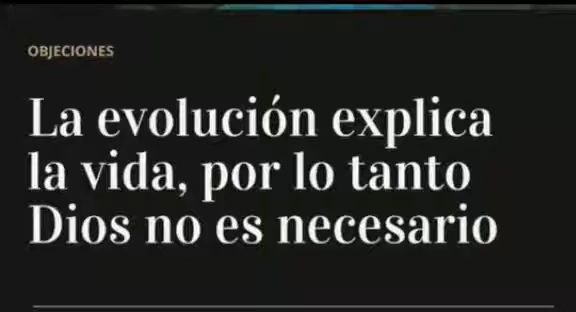 OBJECIONES
La evolución explica
la vida, por lo tanto
Dios no es necesario